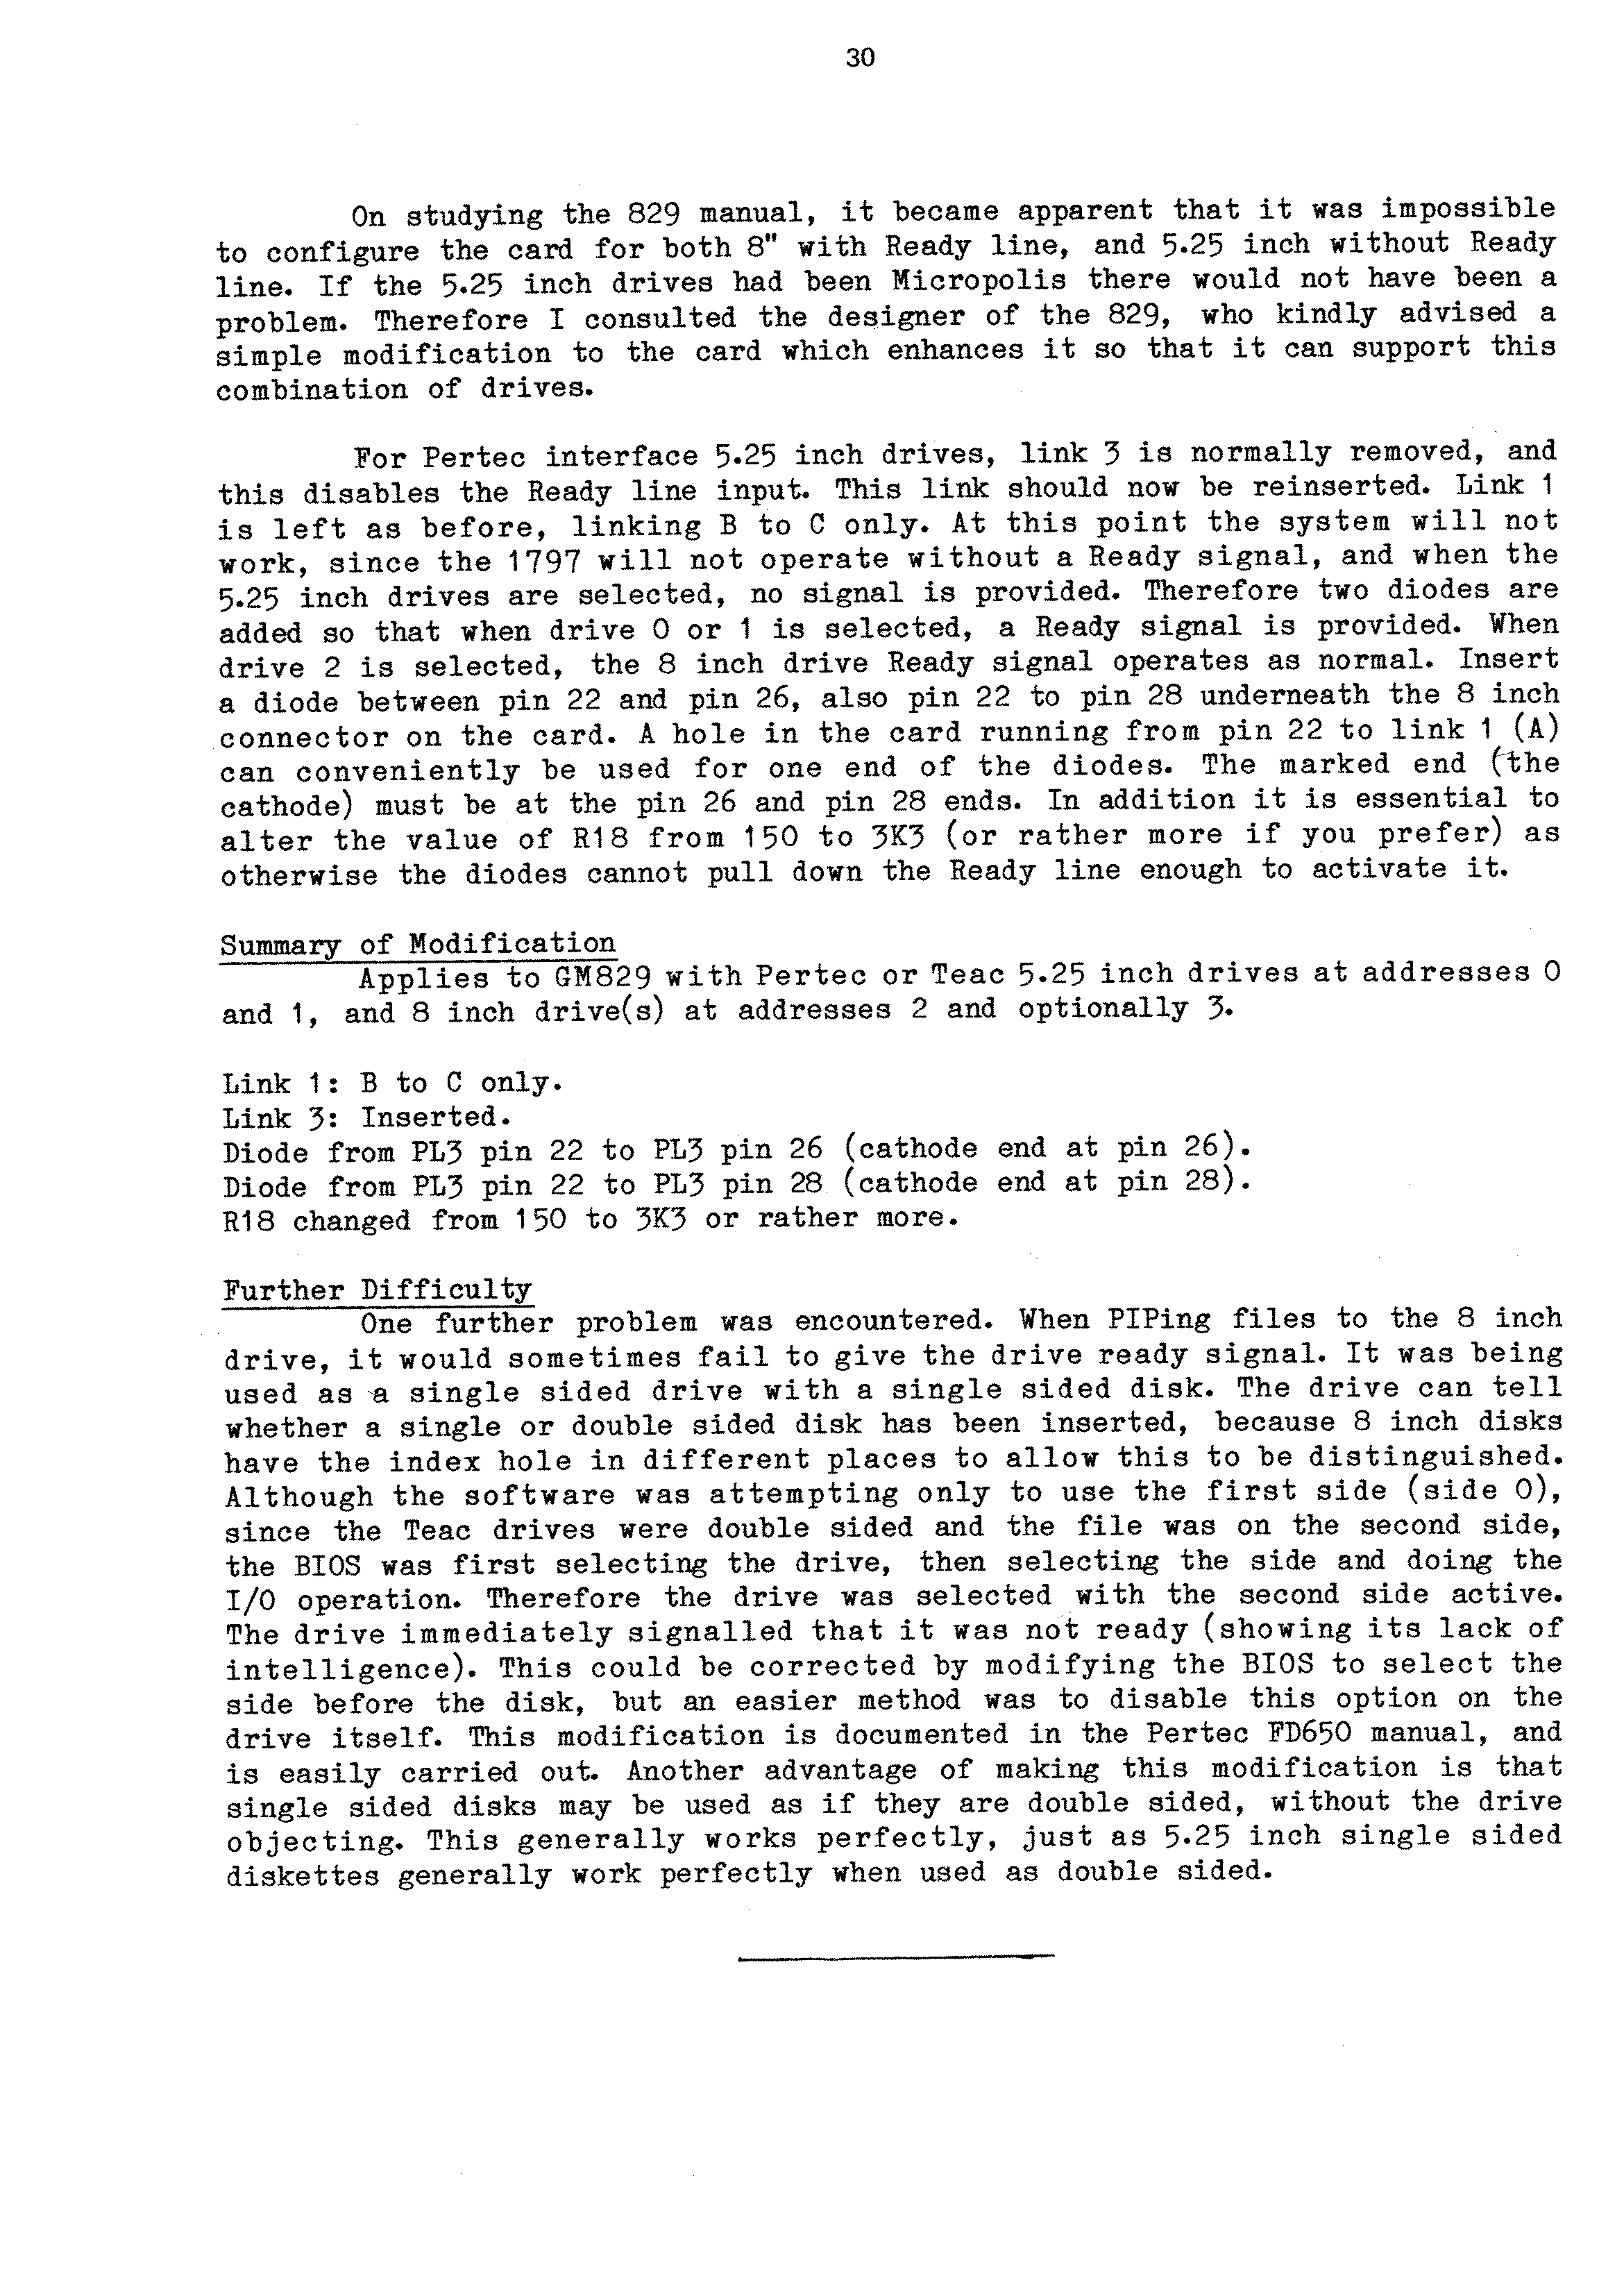 30
On studying the 829 manual, it became apparent that it was impossible
to configure the card for both 8" with Ready line, and 5.25 inch without Ready
line. If the 5.25 inch drives had been Micropolis there would not have been a
problem. Therefore I consulted the designer of the 829, who kindly advised a
simple modification to the card which enhances it so that it can support this
combination of drives.
For Pertec interface 5.25 inch drives, link 3 is normally removed, and
this disables the Ready line input. This link should now be reinserted. Link 1
is left as before, linking B to C only. At this point the system will not
work, since the 1797 will not operate without a Ready signal, and when the
5.25 inch drives are selected, no signal is provided. Therefore two diodes are
added so that when drive 0 or 1 is selected, a Ready signal is provided. When
drive 2 is selected, the 8 inch drive Ready signal operates as normal. Insert
a diode between pin 22 and pin 26, also pin 22 to pin 28 underneath the 8 inch
connector on the card. A hole in the card running from pin 22 to link 1 (A)
can conveniently be used for one end of the diodes. The marked end (the
cathode) must be at the pin 26 and pin 28 ends. In addition it is essential to
alter the value of R18 from 150 to 3K3 (or rather more if you prefer) as
otherwise the diodes cannot pull down the Ready line enough to activate it.
Summary of Modification
Applies to GM829 with Pertec or Teac 5.25 inch drives at addresses 0
and 1, and 8 inch drive(s) at addresses 2 and optionally 3.
Link 1: B to C only.
Link 3: Inserted.
Diode from PL3 pin 22 to PL3 pin 26 (cathode end at pin 26).
Diode from PL3 pin 22 to PL3 pin 28 (cathode end at pin 28).
R18 changed from 150 to 3K3 or rather more.
Further Difficulty
One further problem was encountered. When PIPing files to the 8 inch
drive, it would sometimes fail to give the drive ready signal. It was being
used as a single sided drive with a single sided disk. The drive can tell
whether a single or double sided disk has been inserted, because 8 inch disks
have the index hole in different places to allow this to be distinguished.
Although the software was attempting only to use the first side (side 0),
since the Teac drives were double sided and the file was on the second side,
the BIOS was first selecting the drive, then selecting the side and doing the
I/O operation. Therefore the drive was selected with the second side active.
The drive immediately signalled that it was not ready (showing its lack of
intelligence). This could be corrected by modifying the BIOS to select the
side before the disk, but an easier method was to disable this option on the
drive itself. This modification is documented in the Pertec FD650 manual, and
is easily carried out. Another advantage of making this modification is that
single sided disks may be used as if they are double sided, without the drive
objecting. This generally works perfectly, just as 5.25 inch single sided
diskettes generally work perfectly when used as double sided.